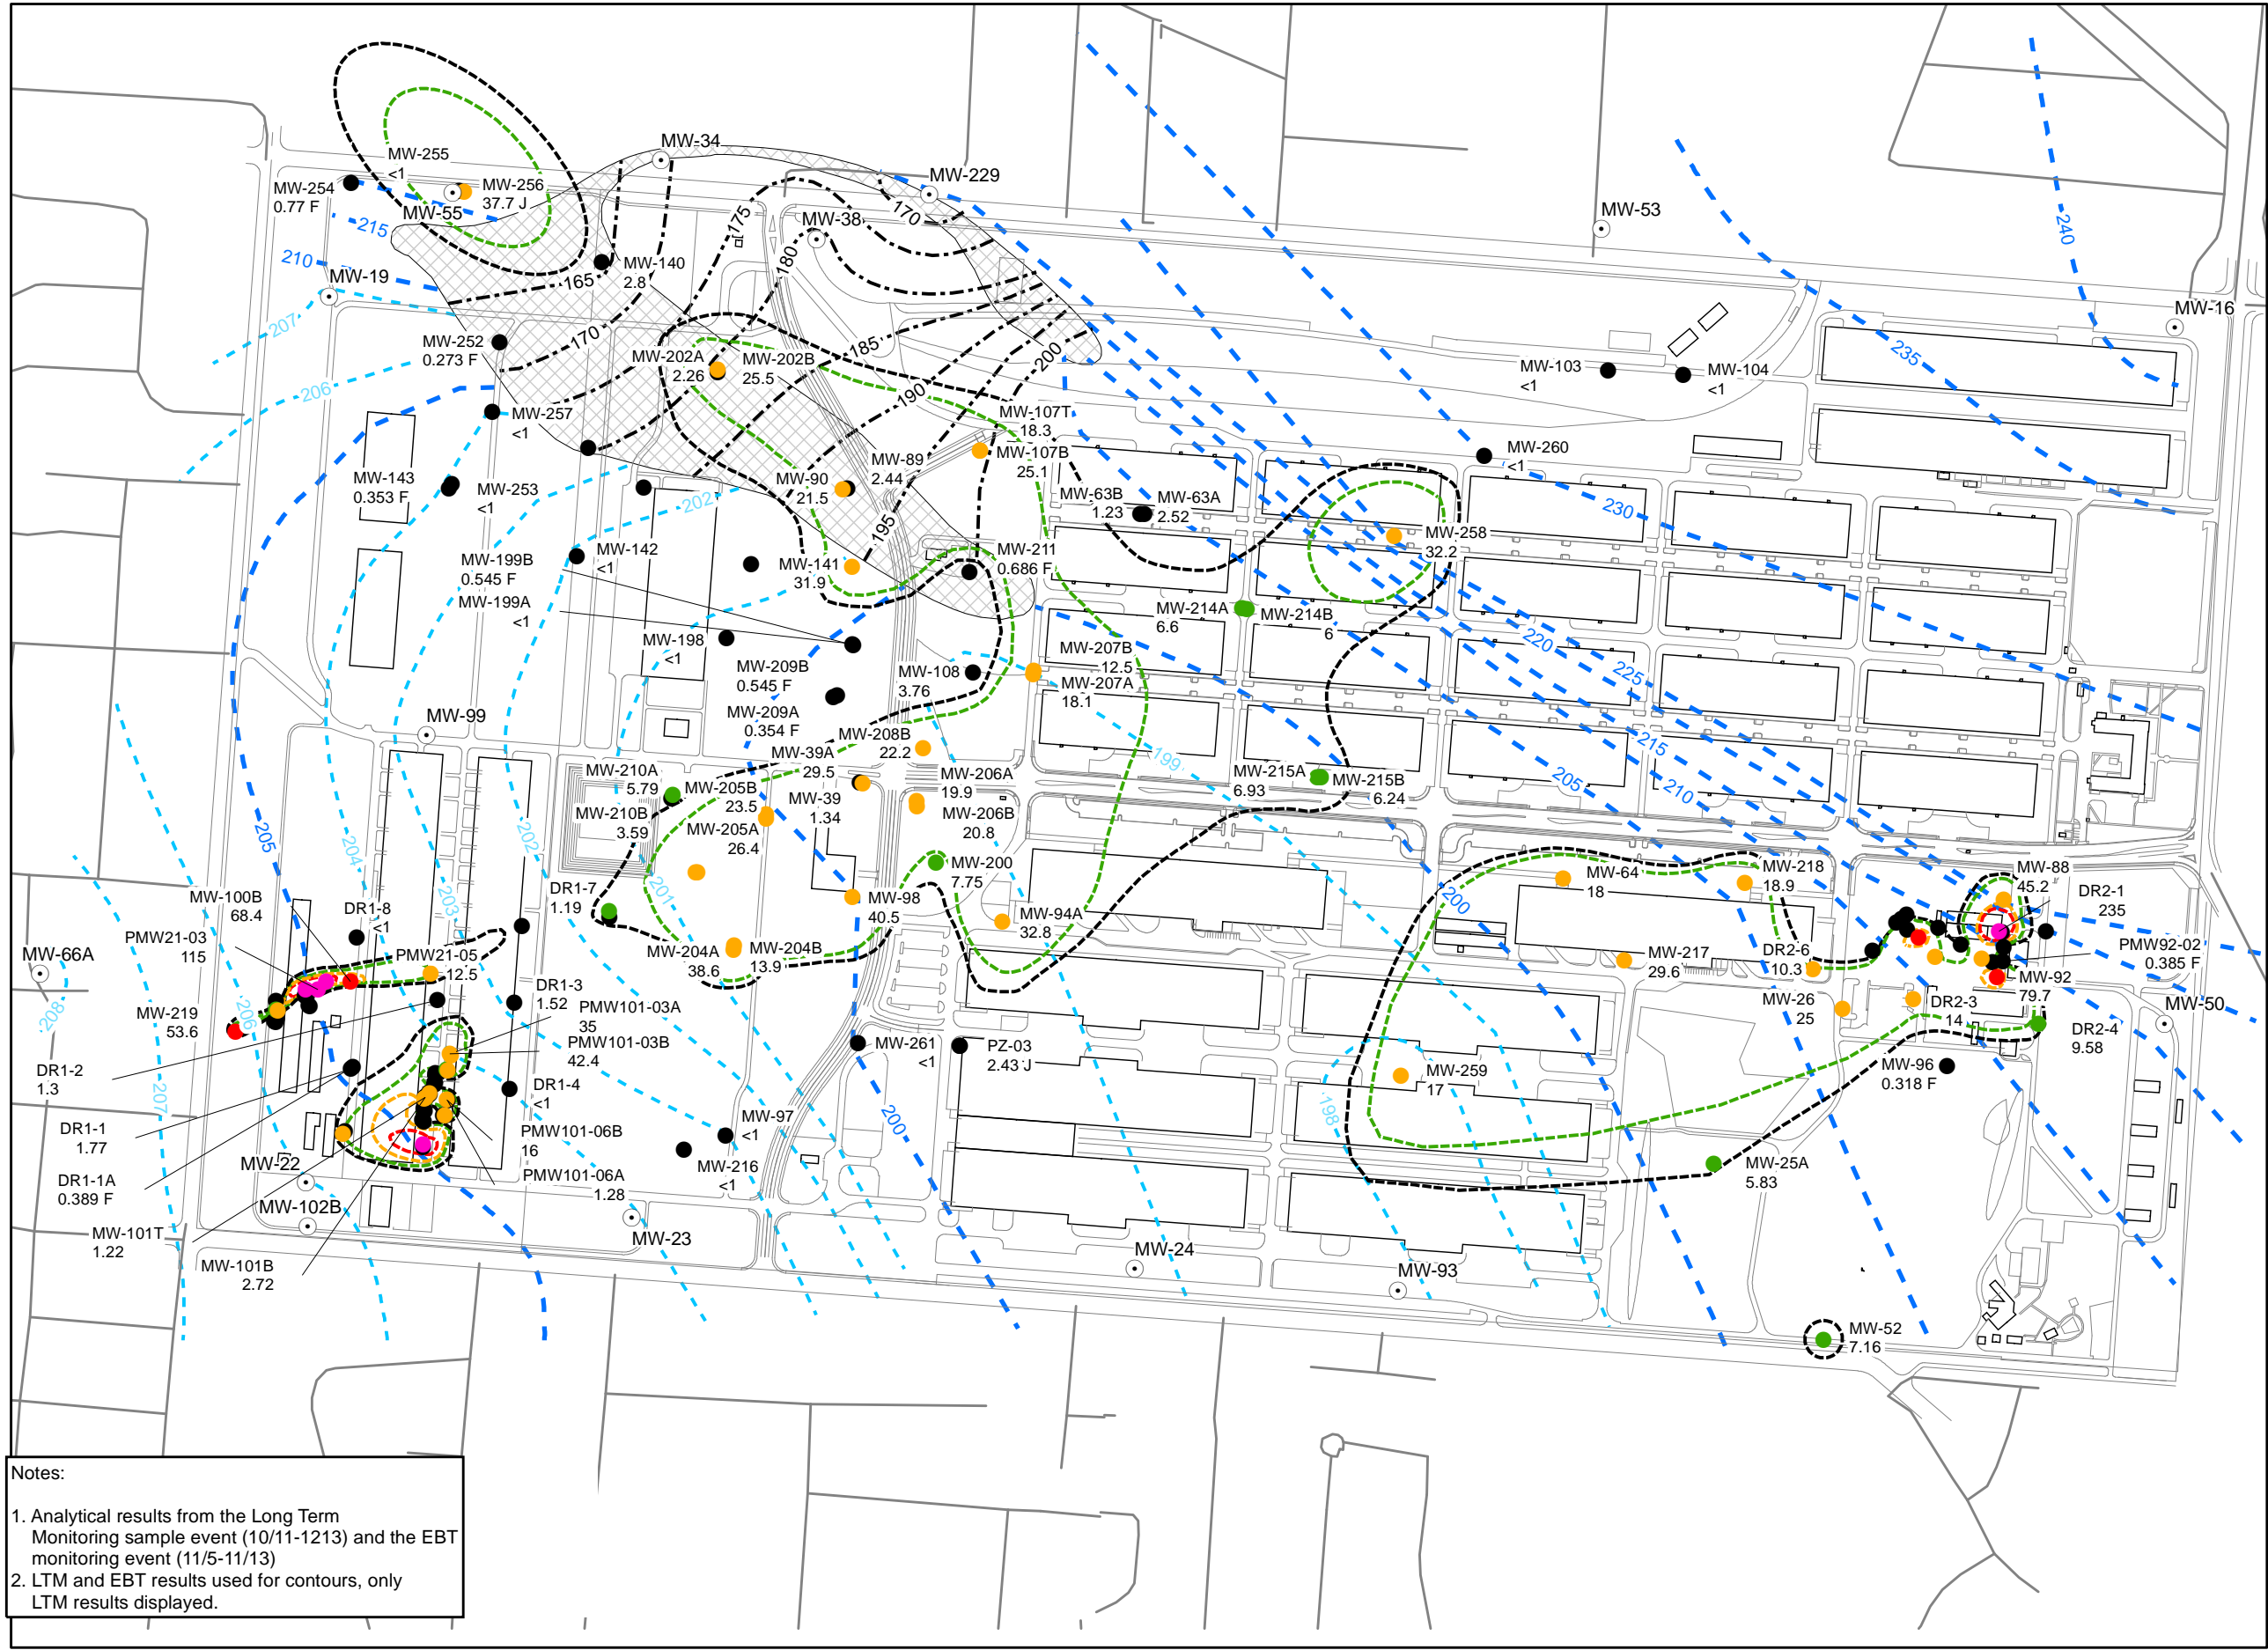 MW-34
MW-255
<1
MW-254
0.77 F
MW-256
37.7 J
MW-55
MW-229
170
175
MW-38
MW-53
240
215
180
210
MW-19
MW-140
2.8
165
MW-16
207
170
MW-252
0.273 F
MW-202A
2.26
MW-202B
25.5
185
200
235
MW-103
<1
MW-104
<1
206
190
MW-257
<1
MW-107T
18.3
MW-107B
25.1
MW-89
2.44
MW-260
<1
MW-143
0.353 F
MW-253
<1
MW-90
21.5
202
MW-63B
1.23
MW-63A
2.52
230
195
MW-258
32.2
MW-199B
0.545 F
MW-142
<1
MW-141
31.9
MW-211
0.686 F
MW-199A
<1
MW-214A
6.6
MW-214B
6
MW-198
<1
220
MW-207B
12.5
MW-209B
0.545 F
MW-108
3.76
MW-207A
18.1
225
MW-99
MW-209A
0.354 F
MW-208B
22.2
215
MW-39A
29.5
199
MW-210A
5.79
MW-205B
23.5
MW-206A
19.9
MW-215A
6.93
MW-215B
6.24
205
210
MW-39
1.34
MW-210B
3.59
MW-205A
26.4
MW-206B
20.8
205
204
202
MW-200
7.75
MW-64
18
MW-218
18.9
MW-88
45.2
DR2-1
235
201
DR1-7
1.19
MW-100B
68.4
DR1-8
<1
203
MW-98
40.5
200
MW-94A
32.8
PMW21-03
115
MW-66A
PMW21-05
12.5
MW-204A
38.6
MW-204B
13.9
MW-217
29.6
DR2-6
10.3
PMW92-02
0.385 F
DR1-3
1.52
MW-92
79.7
208
MW-219
53.6
206
PMW101-03A
35
PMW101-03B
42.4
MW-26
25
DR2-3
14
MW-50
DR2-4
9.58
MW-261
<1
PZ-03
2.43 J
DR1-2
1.3
MW-96
0.318 F
MW-259
17
DR1-4
<1
207
198
200
MW-97
<1
DR1-1
1.77
PMW101-06B
16
MW-22
MW-216
<1
MW-25A
5.83
PMW101-06A
1.28
DR1-1A
0.389 F
MW-102B
MW-101T
1.22
MW-23
MW-24
MW-101B
2.72
MW-93
MW-52
7.16
Notes:
1. Analytical results from the Long Term
Monitoring sample event (10/11-1213) and the EBT
monitoring event (11/5-11/13)
2. LTM and EBT results used for contours, only
LTM results displayed.